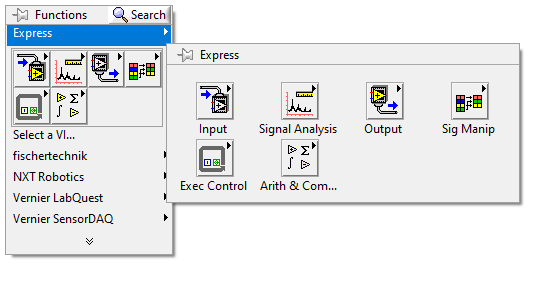 Functions
Search
Express
Express
Input
Signal Analysis
Output
Sig Manip
Exec Control
Arith & Com...
Select a VI...
fischertechnik
NXT Robotics
Vernier LabQuest
Vernier SensorDAQ